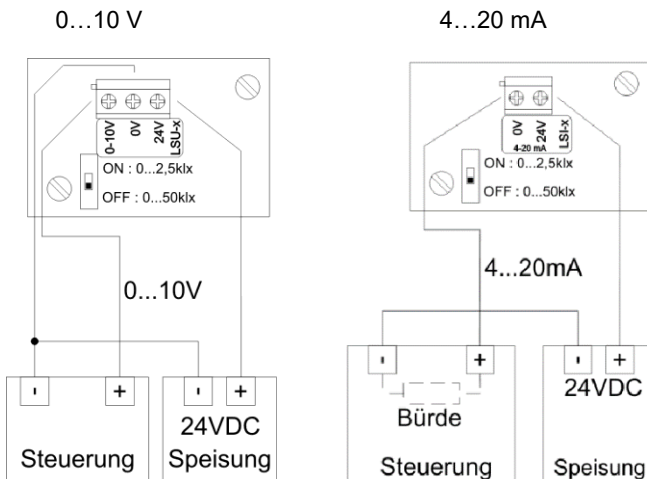 0…10 V
0-10V
0V
24V
LSU-x
ON : 0...2,5klx
OFF : 0...50klx
0...10V
-
+
-
+
24VDC
Steuerung
Speisung
4…20 mA
0V
24V
4-20 mA
LSI-x
ON : 0...2,5klx
OFF : 0...50klx
4...20mA
-
+
-
+
24VDC
Bürde
Steuerung
Speisung